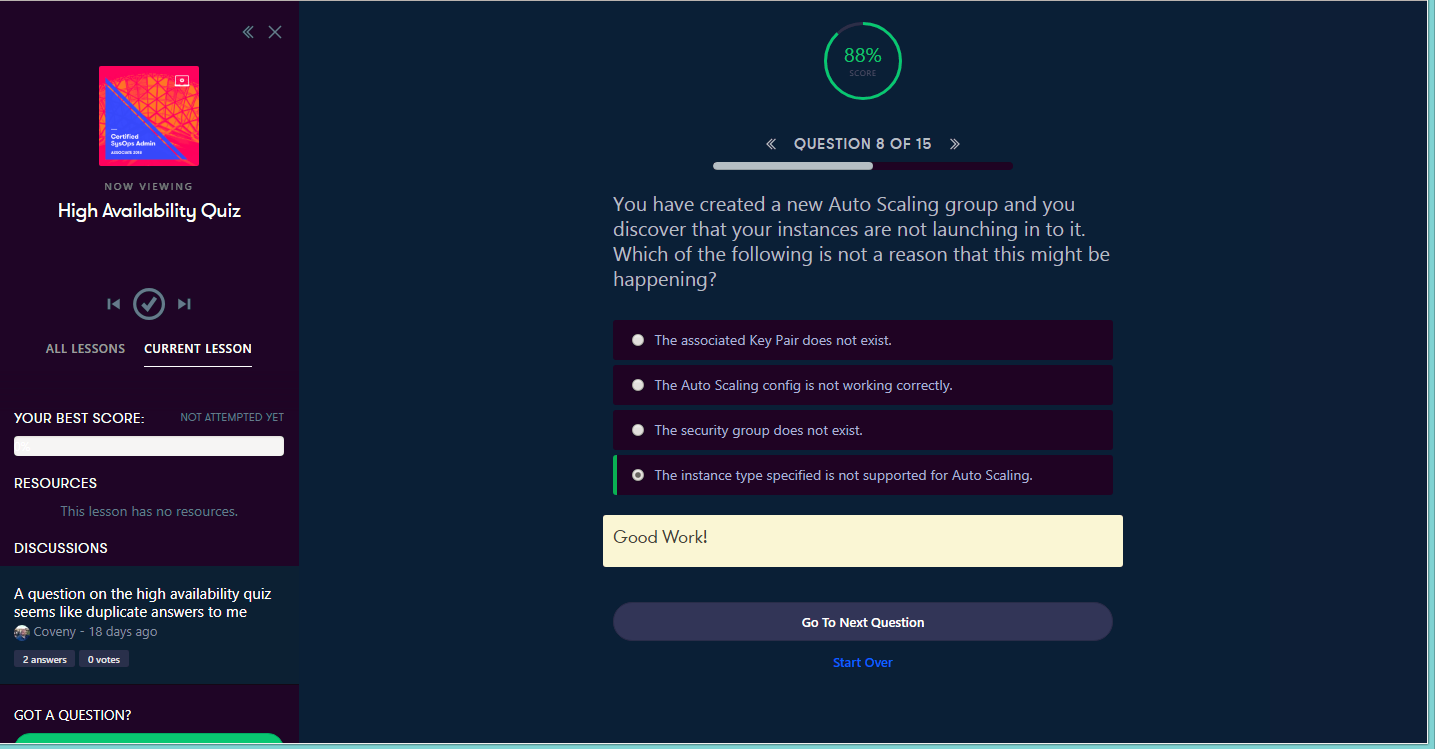 Certified
SysOps Admin
ASSOCIATE 2018
NOW VIEWING
High Availability Quiz
ALL LESSONS CURRENT LESSON
YOUR BEST SCORE: NOT ATTEMPTED YET
RESOURCES
This lesson has no resources.
DISCUSSIONS
A question on the high availability quiz
seems like duplicate answers to me
Coveny - 18 days ago
2 answers 0 votes
GOT A QUESTION?
88%
SCORE
QUESTION 8 OF 15
You have created a new Auto Scaling group and you
discover that your instances are not launching in to it.
Which of the following is not a reason that this might be
happening?
The associated Key Pair does not exist.
The Auto Scaling config is not working correctly.
The security group does not exist.
The instance type specified is not supported for Auto Scaling.
Good Work!
Go To Next Question
Start Over